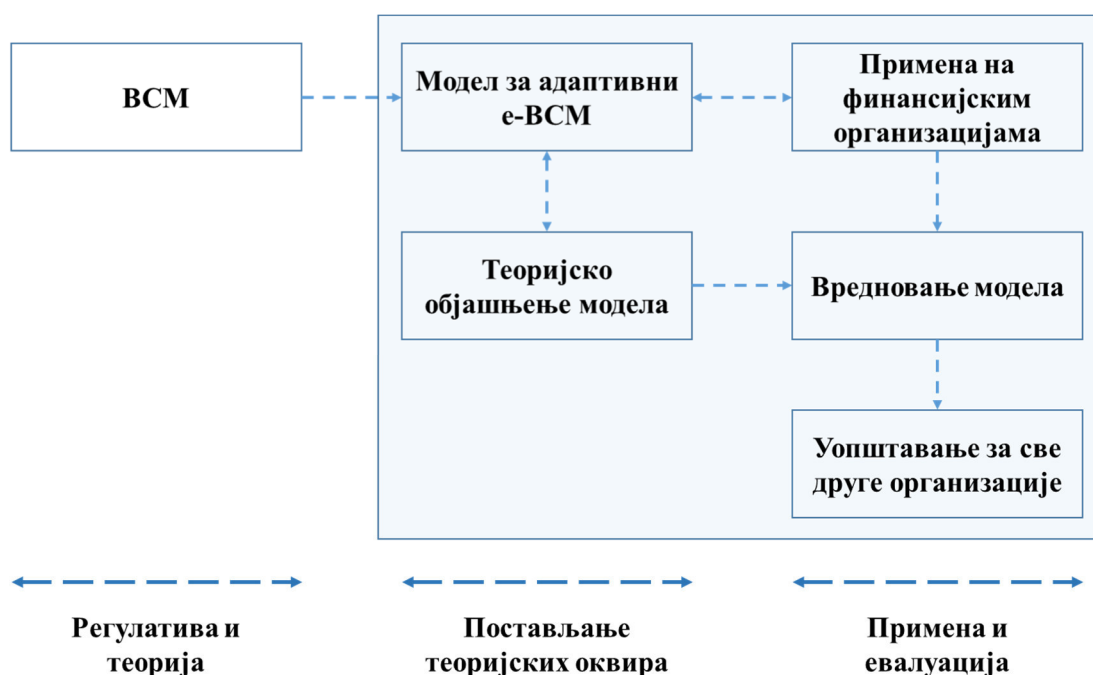 BCM
Модел за адаптивни
е-BCM
Примена на
финансијским
организацијама
Теоријско
објашњење модела
Вредновање модела
Уопштавање за све
друге организације
Регулатива и
теорија
Постављање
теоријских оквира
Примена и
евалуација